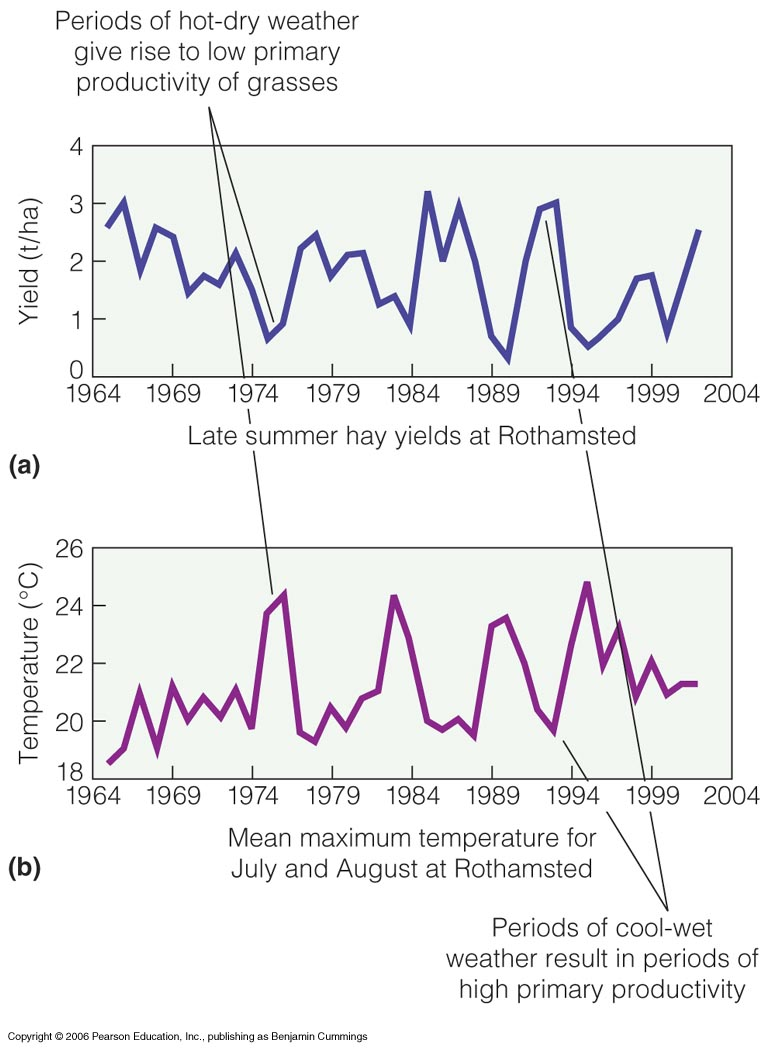 Periods of hot-dry weather
give rise to low primary
productivity of grasses
Yield (t/ha)
4
3
2
1
0
1964 1969 1974 1979 1984 1989 1994 1999 2004
Late summer hay yields at Rothamsted
(a)
Temperature (°C)
26
24
22
20
18
1964 1969 1974 1979 1984 1989 1994 1999 2004
Mean maximum temperature for
July and August at Rothamsted
(b)
Periods of cool-wet
weather result in periods of
high primary productivity
Copyright © 2006 Pearson Education, Inc., publishing as Benjamin Cummings